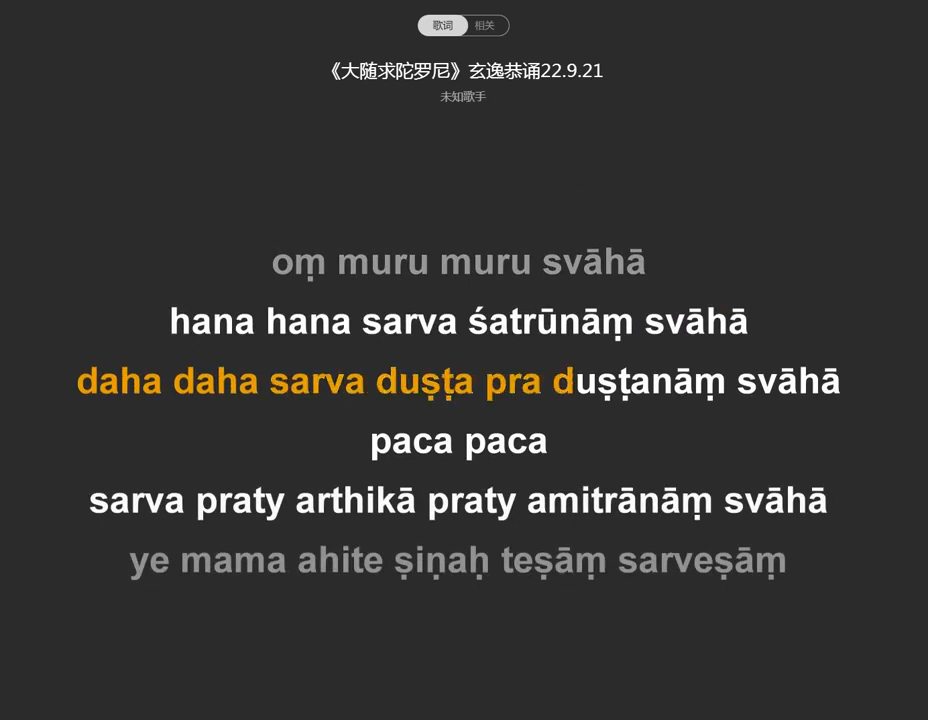 歌词 相关
《大随求陀罗尼》玄逸恭诵22.9.21
未知歌手
oṃ muru muru svāhā
hana hana sarva śatrūnāṃ svāhā
daha daha sarva duṣṭa pra duṣṭanāṃ svāhā
paca paca
sarva praty arthikā praty amitrānāṃ svāhā
ye mama ahite ṣiṇaḥ teṣāṃ sarveṣāṃ